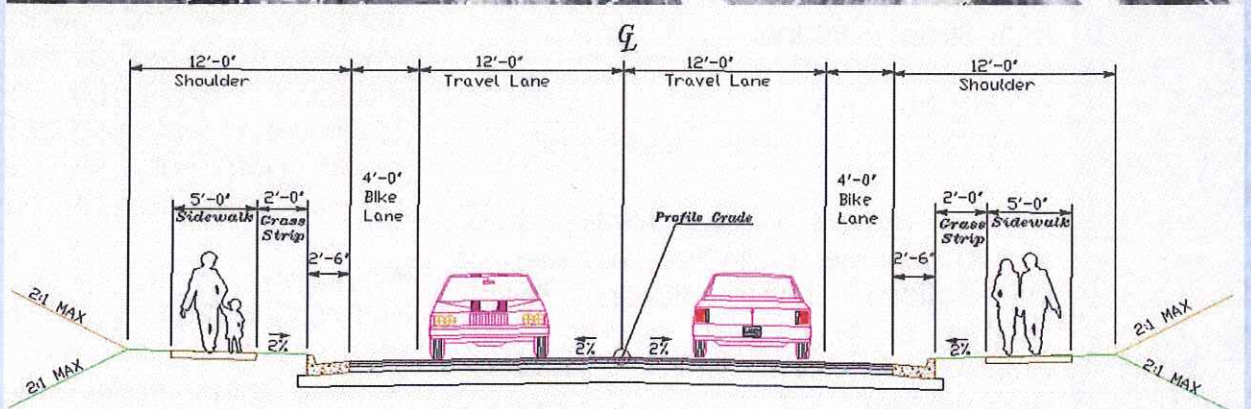 ℄
12'-0"
Shoulder
12'-0"
Travel Lane
12'-0"
Travel Lane
12'-0"
Shoulder
4'-0"
Bike
Lane
4'-0"
Bike
Lane
5'-0"
Sidewalk
2'-0"
Grass
Strip
2'-6"
Profile Grade
2'-6"
2'-0"
Grass
Strip
5'-0"
Sidewalk
2:1 MAX
2:1 MAX
2%
2%
2%
2%
2:1 MAX
2:1 MAX